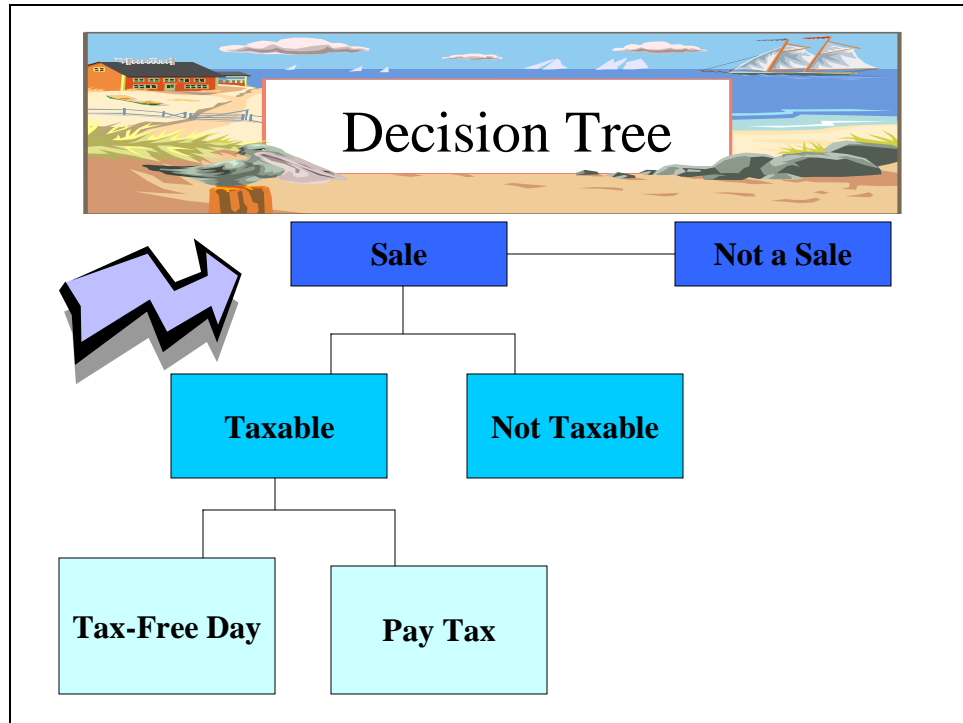 Decision Tree
Sale
Not a Sale
Taxable
Not Taxable
Tax-Free Day
Pay Tax